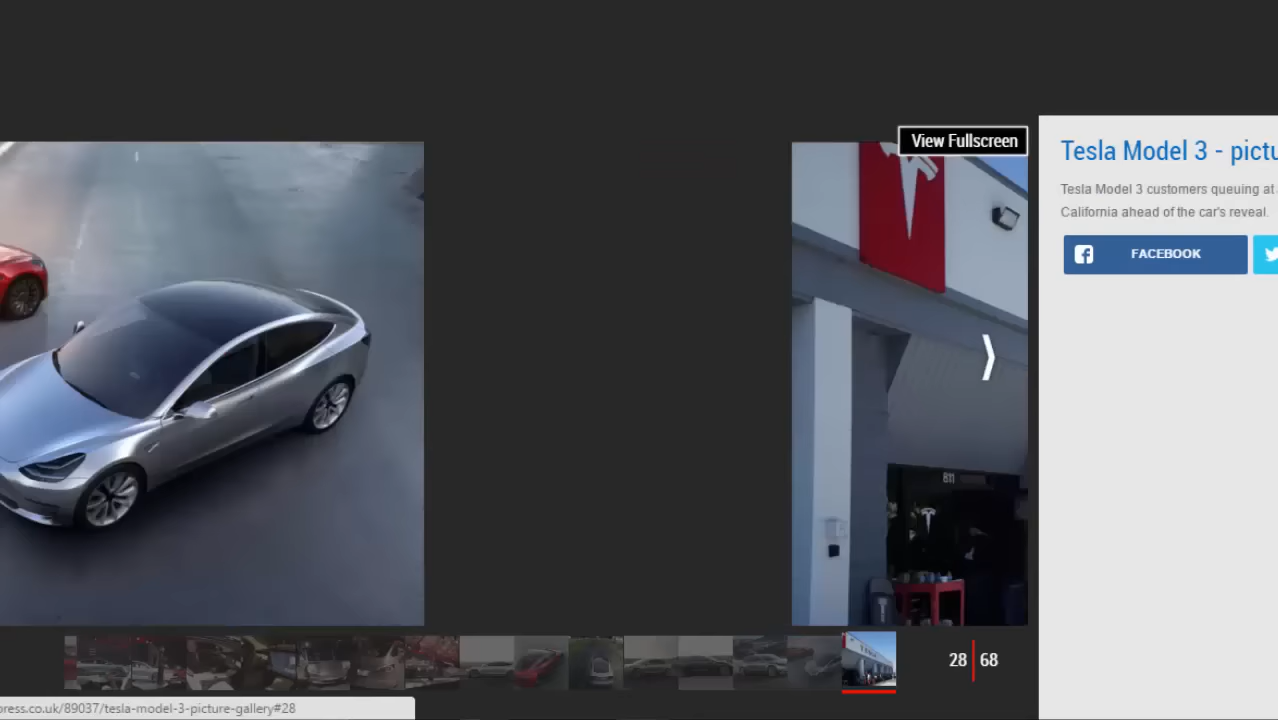 View Fullscreen
Tesla Model 3 - pictu
Tesla Model 3 customers queuing at
California ahead of the car's reveal.
FACEBOOK
811
28 68
press.co.uk/89037/tesla-model-3-picture-gallery#28